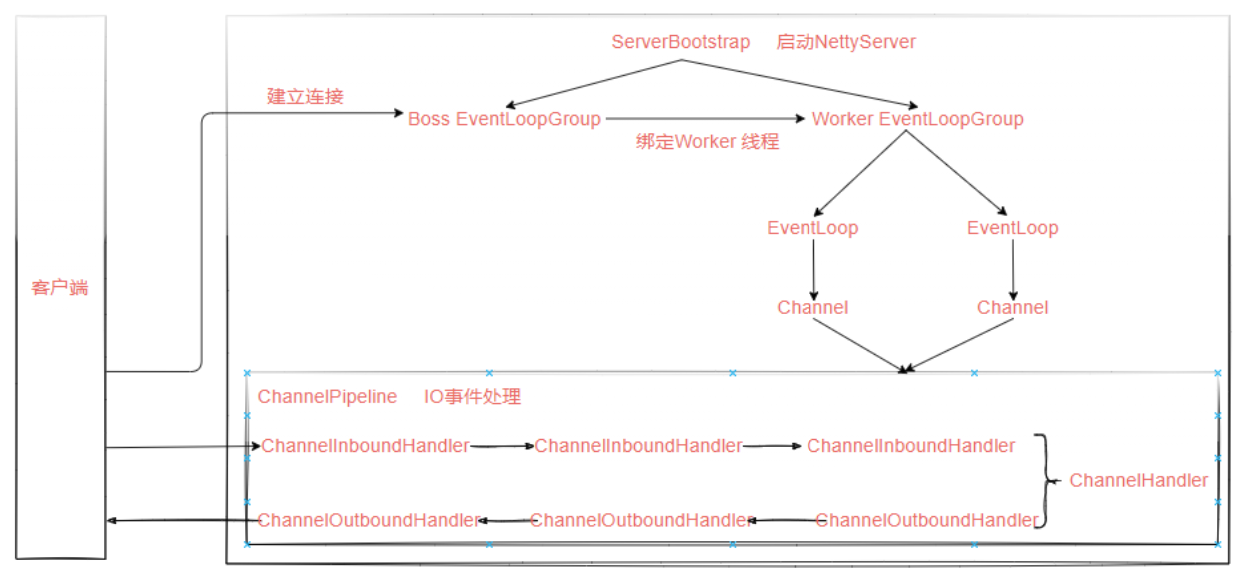 ServerBootstrap 启动NettyServer
建立连接
Boss EventLoopGroup
Worker EventLoopGroup
绑定Worker 线程
EventLoop
EventLoop
客户端
Channel
Channel
ChannelPipeline IO事件处理
ChannelInboundHandler
ChannelInboundHandler
ChannelInboundHandler
ChannelHandler
ChannelOutboundHandler
ChannelOutboundHandler
ChannelOutboundHandler